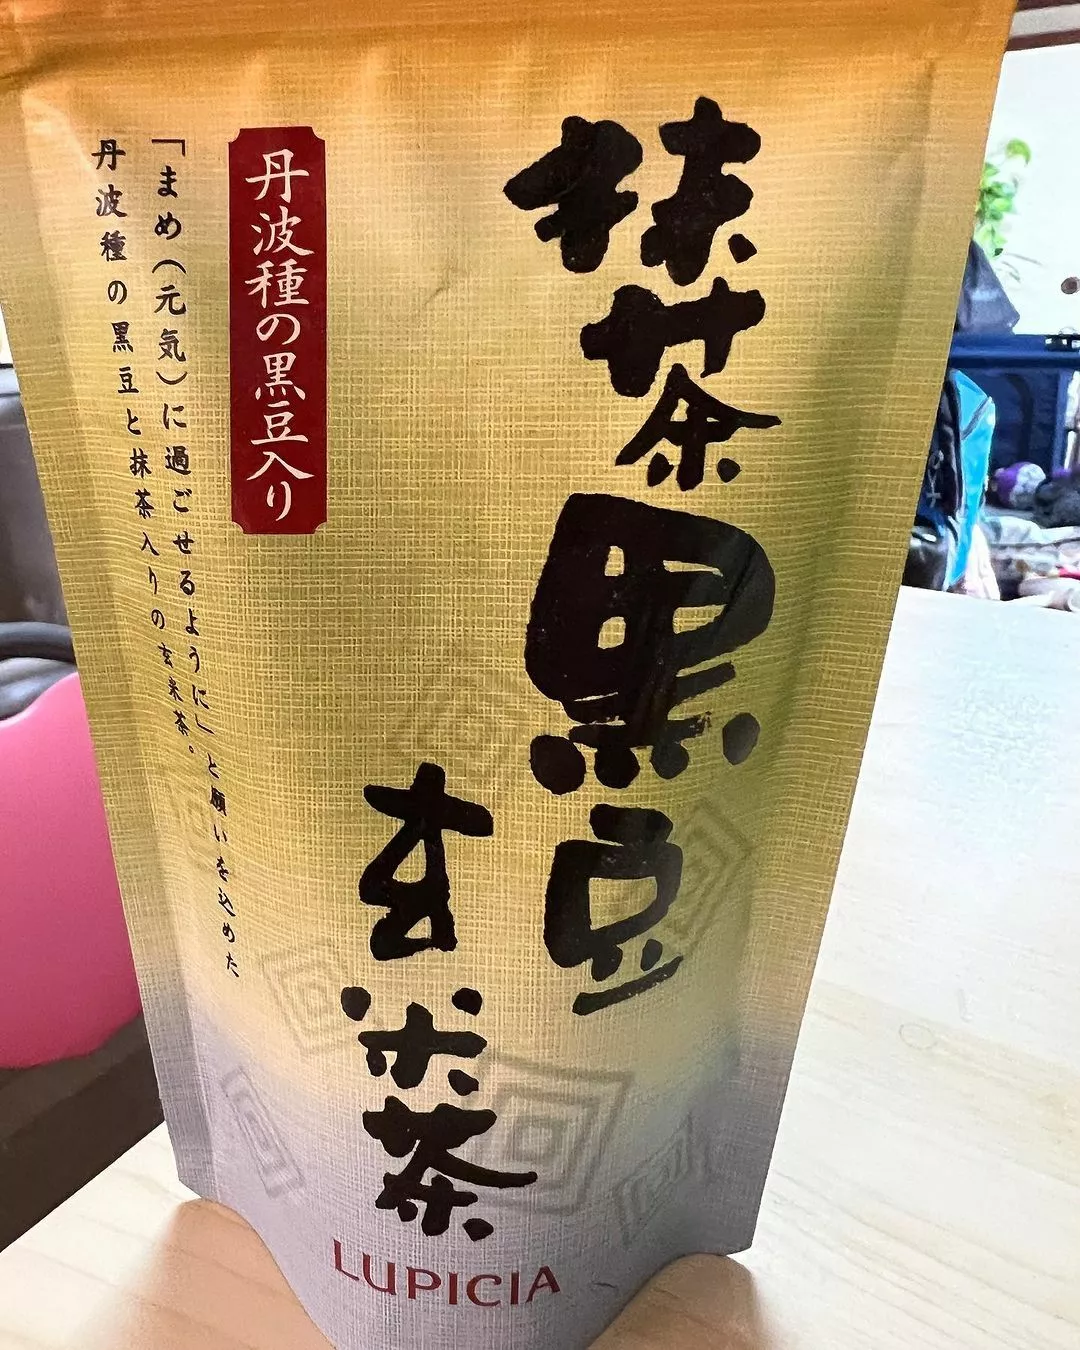 抹茶
黒豆
玄米茶
丹波種の黒豆入り
「まめ(元気)に過ごせるように」と願いを込めた
丹波種の黒豆と抹茶入りの玄米茶。
LUPICIA